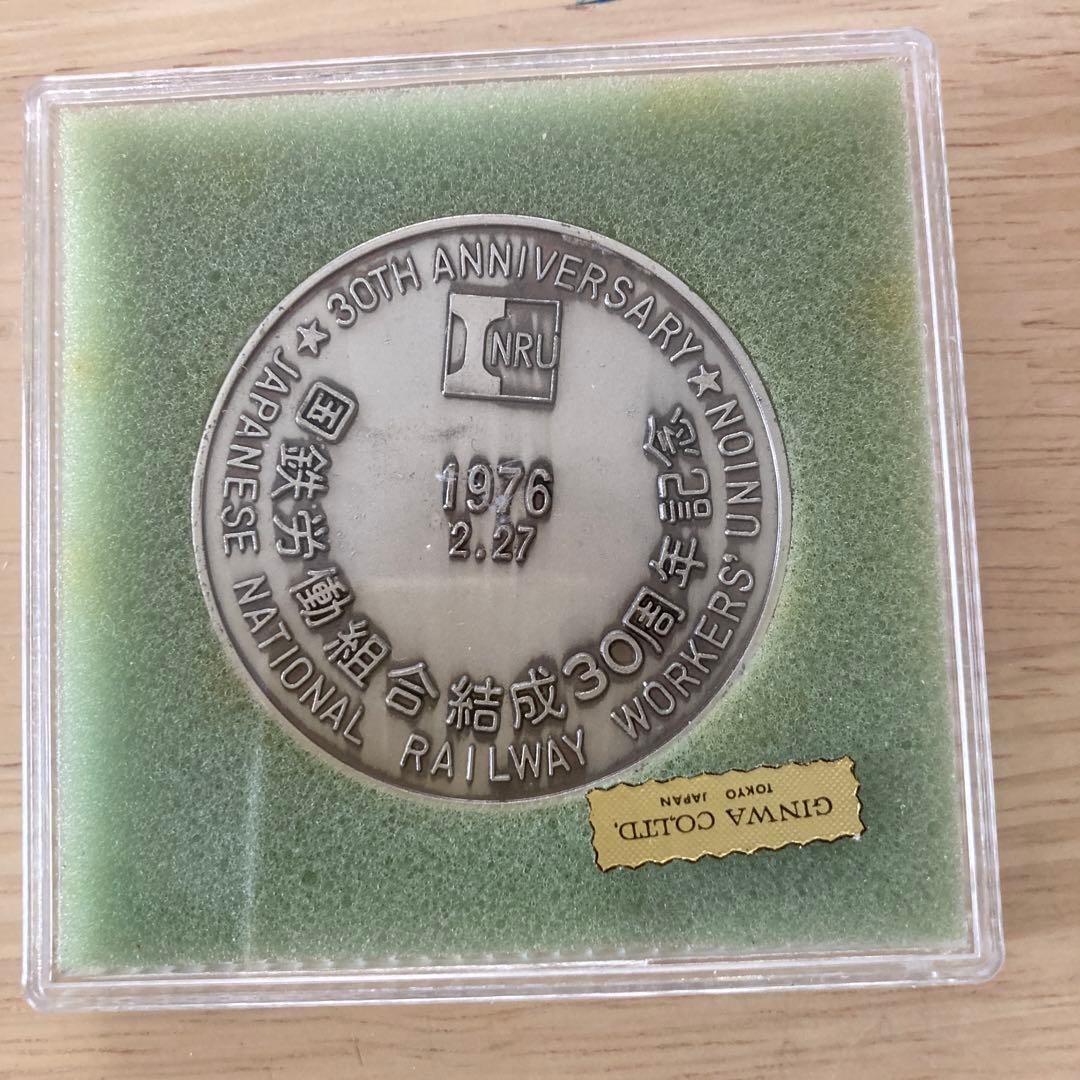 ★ 30TH ANNIVERSARY ★
NRU
1976
2.27
国鉄労働組合結成30周年記念
JAPANESE NATIONAL RAILWAY WORKERS' UNION
GINWA CO.,LTD.
TOKYO JAPAN